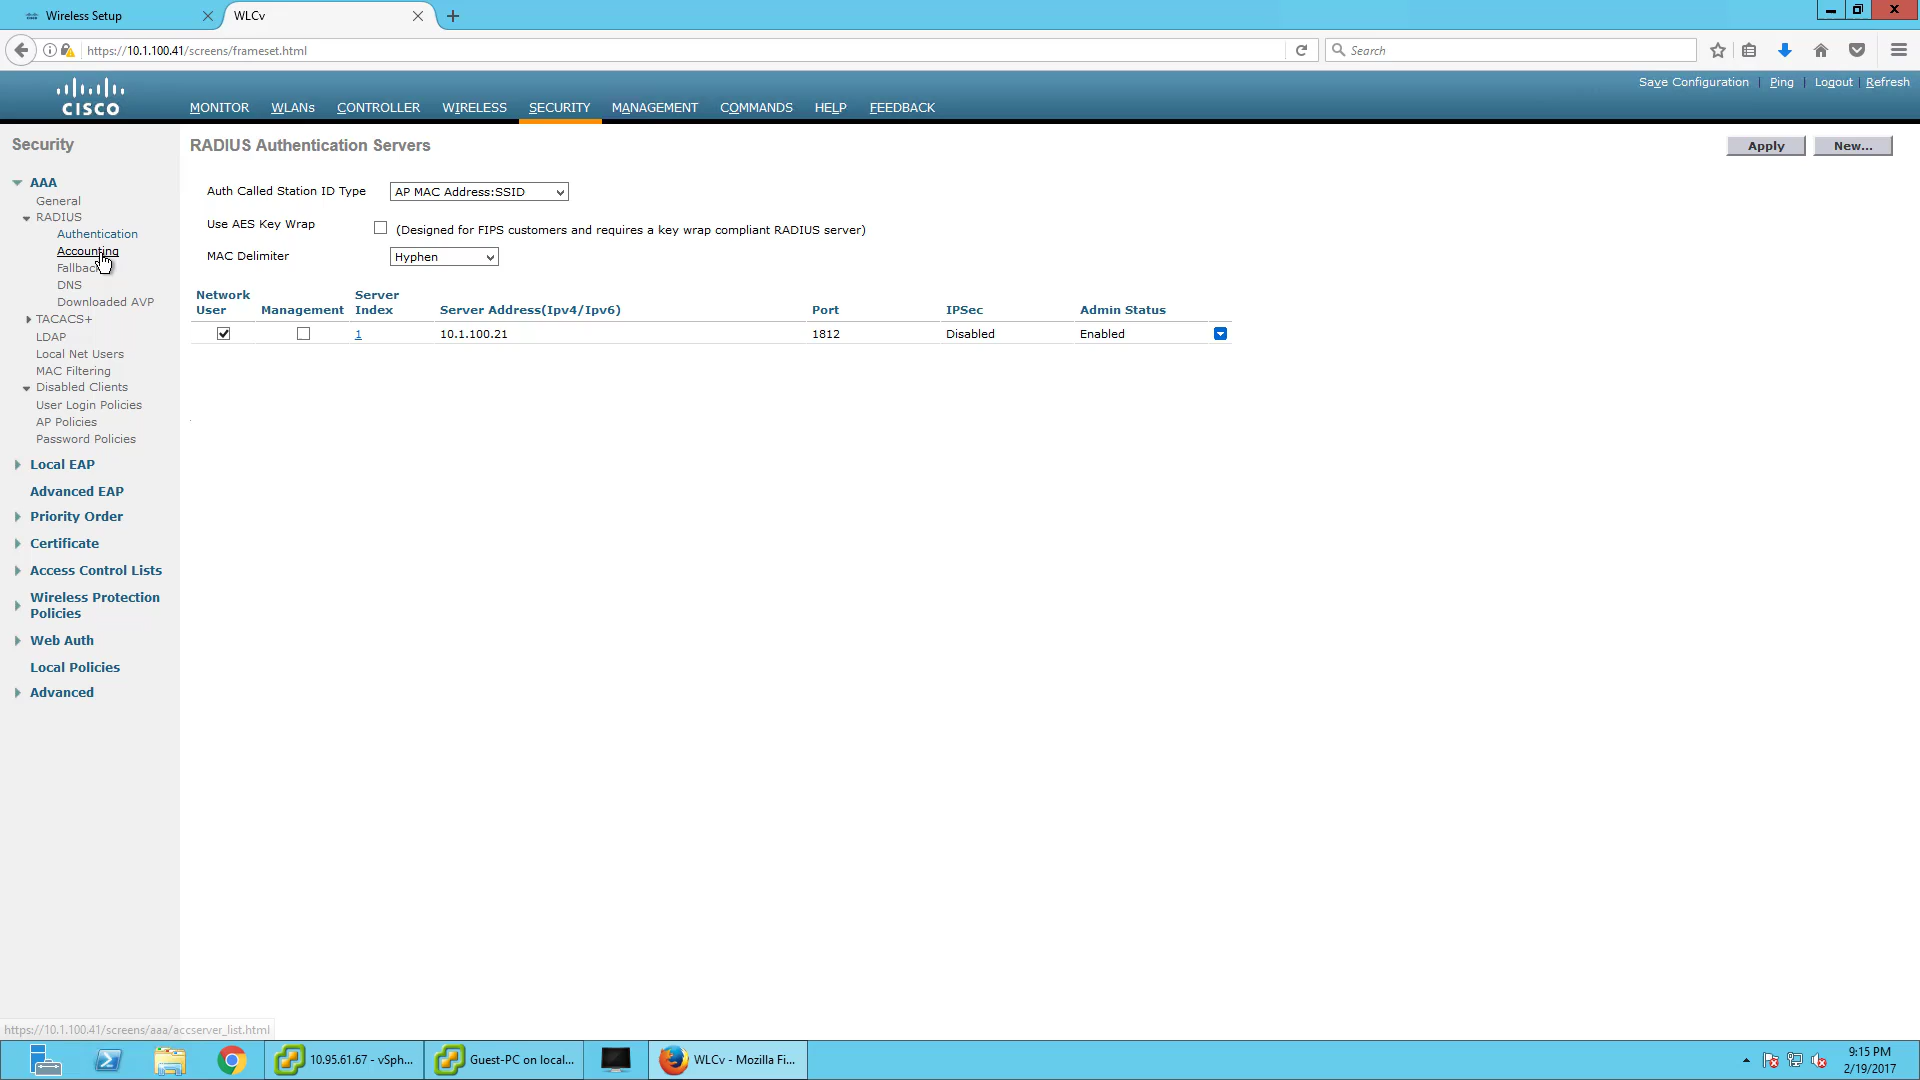 Wireless Setup
WLCv
https://10.1.100.41/screens/frameset.html
Search
Save Configuration | Ping | Logout | Refresh
CISCO
MONITOR WLANs CONTROLLER WIRELESS SECURITY MANAGEMENT COMMANDS HELP FEEDBACK
Security
AAA
General
RADIUS
Authentication
Accounting
Fallback
DNS
Downloaded AVP
TACACS+
LDAP
Local Net Users
MAC Filtering
Disabled Clients
User Login Policies
AP Policies
Password Policies
Local EAP
Advanced EAP
Priority Order
Certificate
Access Control Lists
Wireless Protection
Policies
Web Auth
Local Policies
Advanced
RADIUS Authentication Servers
Apply
New...
Auth Called Station ID Type AP MAC Address:SSID
Use AES Key Wrap (Designed for FIPS customers and requires a key wrap compliant RADIUS server)
MAC Delimiter Hyphen
Network User Management Server Index Server Address(Ipv4/Ipv6) Port IPSec Admin Status
1 10.1.100.21 1812 Disabled Enabled
https://10.1.100.41/screens/aaa/accserver_list.html
10.95.61.67 - vSph...
Guest-PC on local...
WLCv - Mozilla Fi...
9:15 PM
2/19/2017